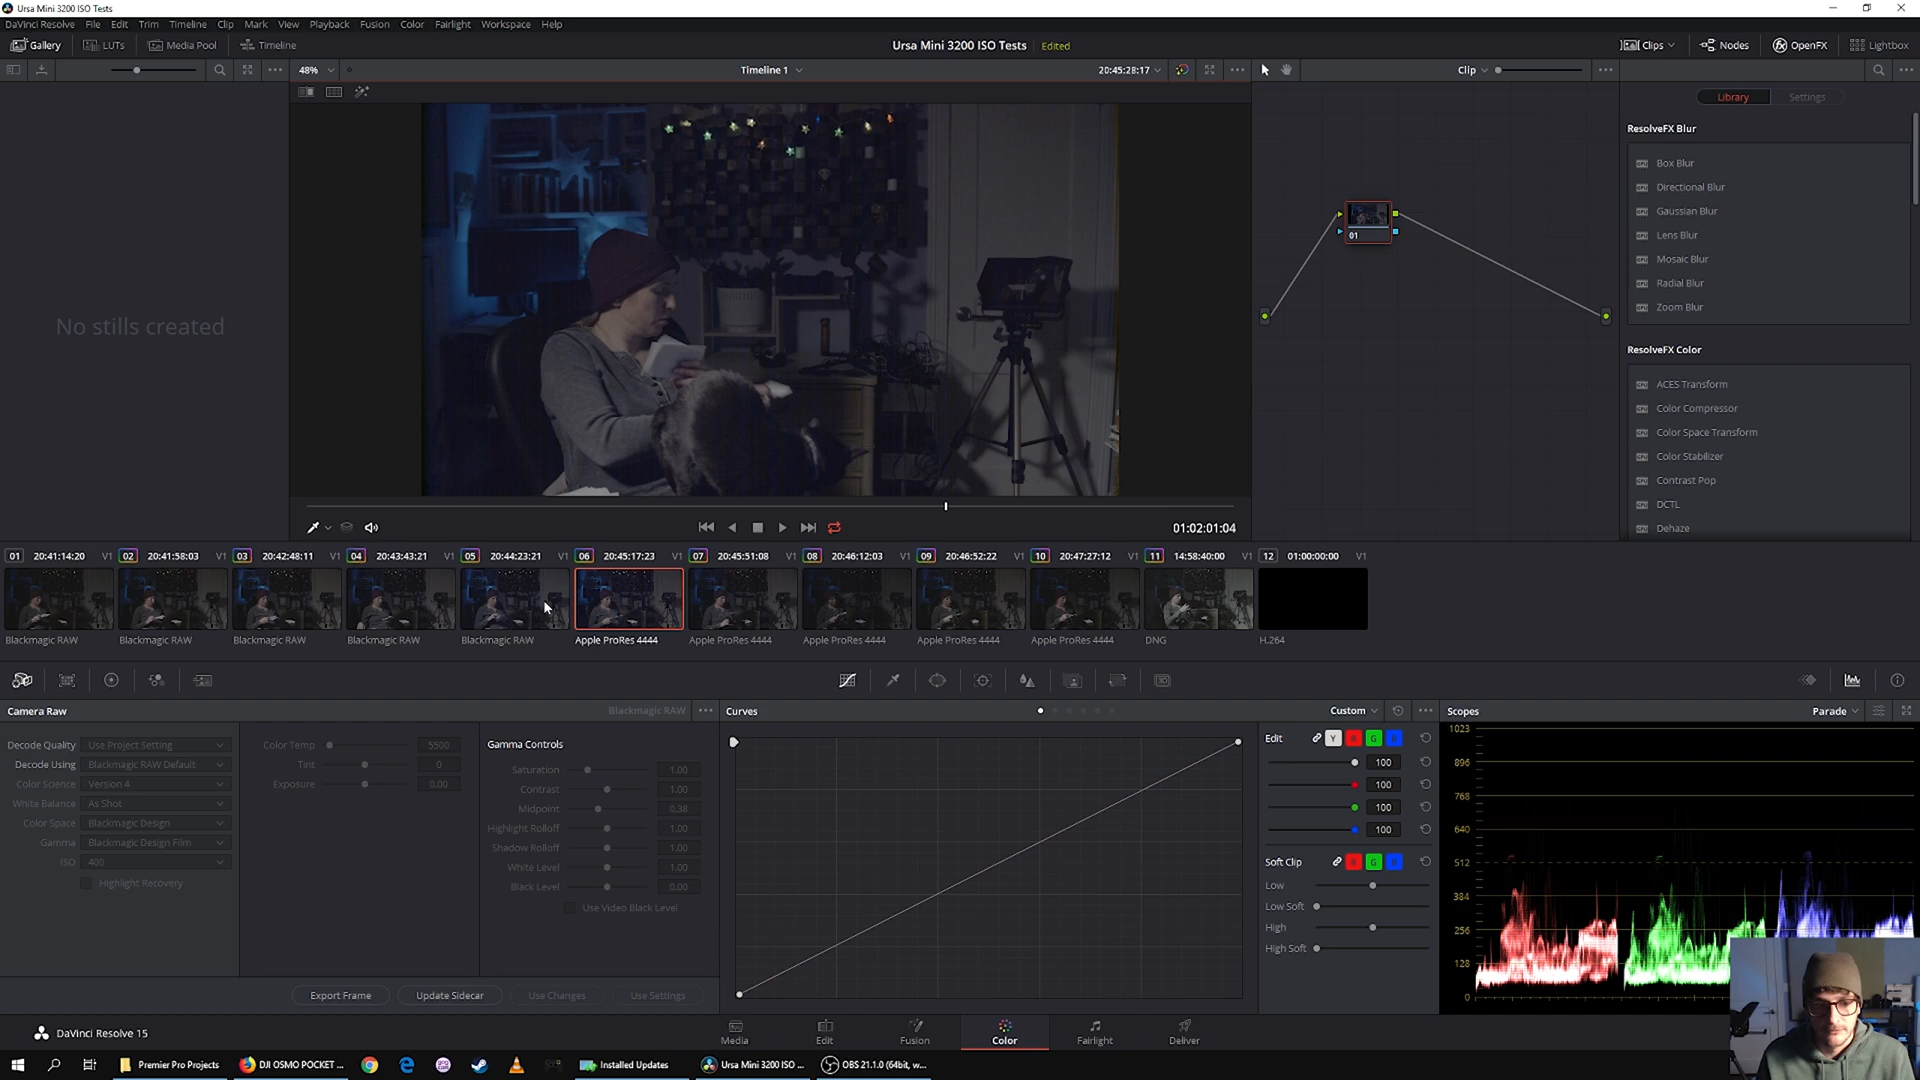 Ursa Mini 3200 ISO Tests
DaVinci Resolve File Edit Trim Timeline Clip Mark View Playback Fusion Color Fairlight Workspace Help
Gallery LUTs Media Pool Timeline Ursa Mini 3200 ISO Tests Edited Clips Nodes OpenFX Lightbox
48% Timeline 1 20:45:28:17 Clip
Library Settings
ResolveFX Blur
Box Blur
Directional Blur
Gaussian Blur
Lens Blur
Mosaic Blur
Radial Blur
Zoom Blur
ResolveFX Color
ACES Transform
Color Compressor
Color Space Transform
Color Stabilizer
Contrast Pop
DCTL
Dehaze
01
No stills created
01:02:01:04
01 20:41:14:20 V1 02 20:41:58:03 V1 03 20:42:48:11 V1 04 20:43:43:21 V1 05 20:44:23:21 V1 06 20:45:17:23 V1 07 20:45:51:08 V1 08 20:46:12:03 V1 09 20:46:52:22 V1 10 20:47:27:12 V1 11 14:58:40:00 V1 12 01:00:00:00 V1
Blackmagic RAW Blackmagic RAW Blackmagic RAW Blackmagic RAW Blackmagic RAW Apple ProRes 4444 Apple ProRes 4444 Apple ProRes 4444 Apple ProRes 4444 Apple ProRes 4444 DNG H.264
Camera Raw Blackmagic RAW
Decode Quality Use Project Setting
Decode Using Blackmagic RAW Default
Color Science Version 4
White Balance As Shot
Color Space Blackmagic Design
Gamma Blackmagic Design Film
ISO 400
Highlight Recovery
Color Temp 5500
Tint 0
Exposure 0.00
Gamma Controls
Saturation 1.00
Contrast 1.00
Midpoint 0.38
Highlight Rolloff 1.00
Shadow Rolloff 1.00
White Level 1.00
Black Level 0.00
Use Video Black Level
Export Frame Update Sidecar Use Changes Use Settings
Curves Custom
Edit Y R G B
100
100
100
100
Soft Clip R G B
Low
Low Soft
High
High Soft
Scopes Parade
1023
896
768
640
512
384
256
128
0
DaVinci Resolve 15 Media Edit Fusion Color Fairlight Deliver
Premier Pro Projects DJI OSMO POCKET ... Installed Updates Ursa Mini 3200 ISO ... OBS 21.1.0 (64bit, w...